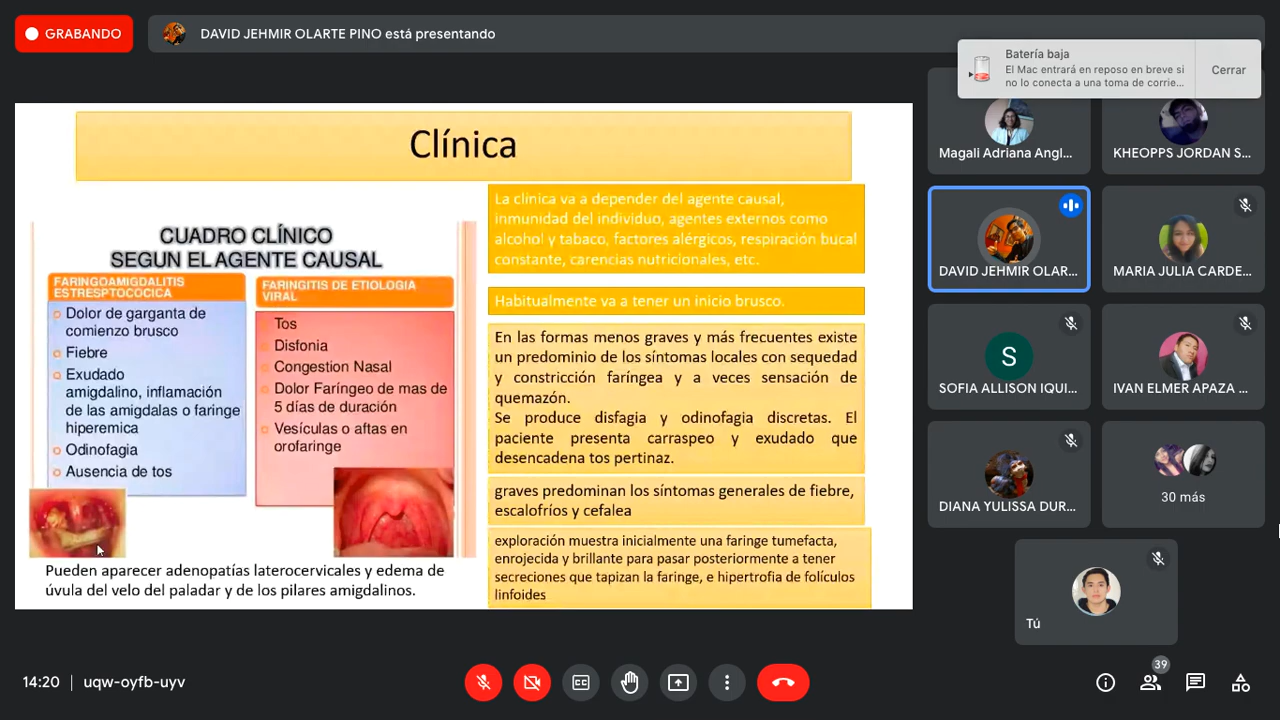 GRABANDO
DAVID JEHMIR OLARTE PINO está presentando
Batería baja
El Mac entrará en reposo en breve si
no lo conecta a una toma de corrie...
Cerrar
Clínica
CUADRO CLÍNICO
SEGUN EL AGENTE CAUSAL
FARINGOAMIGDALITIS
ESTRESPTOCOCICA
Dolor de garganta de
comienzo brusco
Fiebre
Exudado
amigdalino, inflamación
de las amigdalas o faringe
hiperemica
Odinofagia
Ausencia de tos
FARINGITIS DE ETIOLOGIA
VIRAL
Tos
Disfonia
Congestion Nasal
Dolor Faríngeo de mas de
5 días de duración
Vesículas o aftas en
orofaringe
Pueden aparecer adenopatías laterocervicales y edema de
úvula del velo del paladar y de los pilares amigdalinos.
La clínica va a depender del agente causal,
inmunidad del individuo, agentes externos como
alcohol y tabaco, factores alérgicos, respiración bucal
constante, carencias nutricionales, etc.
Habitualmente va a tener un inicio brusco.
En las formas menos graves y más frecuentes existe
un predominio de los síntomas locales con sequedad
y constricción faríngea y a veces sensación de
quemazón.
Se produce disfagia y odinofagia discretas. El
paciente presenta carraspeo y exudado que
desencadena tos pertinaz.
graves predominan los síntomas generales de fiebre,
escalofríos y cefalea
exploración muestra inicialmente una faringe tumefacta,
enrojecida y brillante para pasar posteriormente a tener
secreciones que tapizan la faringe, e hipertrofia de folículos
linfoides
Magali Adriana Angl...
KHEOPPS JORDAN S...
DAVID JEHMIR OLAR...
MARIA JULIA CARDE...
S
SOFIA ALLISON IQUI...
IVAN ELMER APAZA ...
DIANA YULISSA DUR...
30 más
Tú
14:20 | uqw-oyfb-uyv
CC
39